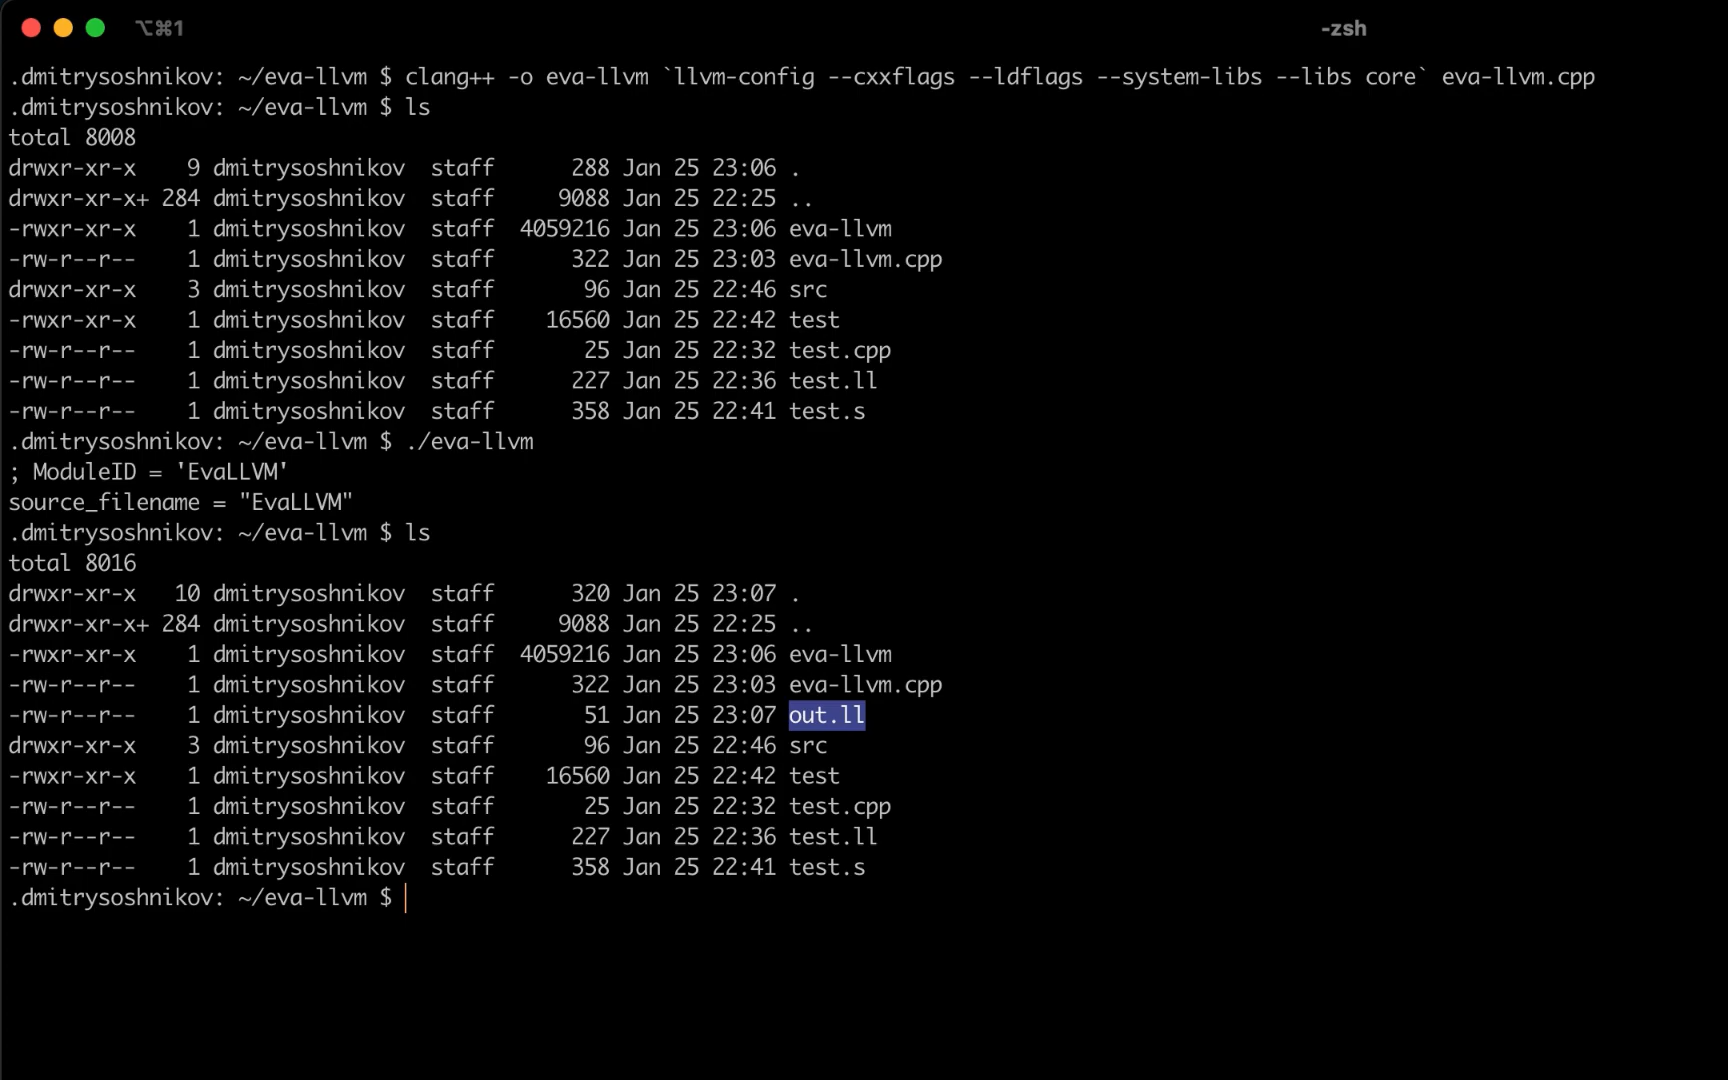 ⌥⌘1
-zsh
.dmitrysoshnikov: ~/eva-llvm $ clang++ -o eva-llvm `llvm-config --cxxflags --ldflags --system-libs --libs core` eva-llvm.cpp
.dmitrysoshnikov: ~/eva-llvm $ ls
total 8008
drwxr-xr-x    9 dmitrysoshnikov  staff      288 Jan 25 23:06 .
drwxr-xr-x+ 284 dmitrysoshnikov  staff     9088 Jan 25 22:25 ..
-rwxr-xr-x    1 dmitrysoshnikov  staff  4059216 Jan 25 23:06 eva-llvm
-rw-r--r--    1 dmitrysoshnikov  staff      322 Jan 25 23:03 eva-llvm.cpp
drwxr-xr-x    3 dmitrysoshnikov  staff       96 Jan 25 22:46 src
-rwxr-xr-x    1 dmitrysoshnikov  staff    16560 Jan 25 22:42 test
-rw-r--r--    1 dmitrysoshnikov  staff       25 Jan 25 22:32 test.cpp
-rw-r--r--    1 dmitrysoshnikov  staff      227 Jan 25 22:36 test.ll
-rw-r--r--    1 dmitrysoshnikov  staff      358 Jan 25 22:41 test.s
.dmitrysoshnikov: ~/eva-llvm $ ./eva-llvm
; ModuleID = 'EvaLLVM'
source_filename = "EvaLLVM"
.dmitrysoshnikov: ~/eva-llvm $ ls
total 8016
drwxr-xr-x   10 dmitrysoshnikov  staff      320 Jan 25 23:07 .
drwxr-xr-x+ 284 dmitrysoshnikov  staff     9088 Jan 25 22:25 ..
-rwxr-xr-x    1 dmitrysoshnikov  staff  4059216 Jan 25 23:06 eva-llvm
-rw-r--r--    1 dmitrysoshnikov  staff      322 Jan 25 23:03 eva-llvm.cpp
-rw-r--r--    1 dmitrysoshnikov  staff       51 Jan 25 23:07 out.ll
drwxr-xr-x    3 dmitrysoshnikov  staff       96 Jan 25 22:46 src
-rwxr-xr-x    1 dmitrysoshnikov  staff    16560 Jan 25 22:42 test
-rw-r--r--    1 dmitrysoshnikov  staff       25 Jan 25 22:32 test.cpp
-rw-r--r--    1 dmitrysoshnikov  staff      227 Jan 25 22:36 test.ll
-rw-r--r--    1 dmitrysoshnikov  staff      358 Jan 25 22:41 test.s
.dmitrysoshnikov: ~/eva-llvm $